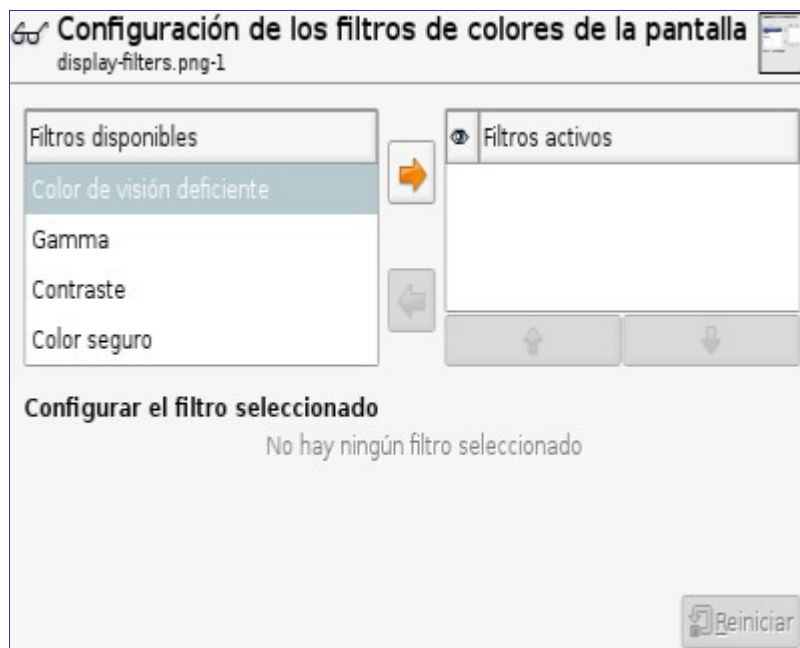 Configuración de los filtros de colores de la pantalla
display-filters.png-1
Filtros disponibles
Filtros activos
Color de visión deficiente
Gamma
Contraste
Color seguro
Configurar el filtro seleccionado
No hay ningún filtro seleccionado
Reiniciar